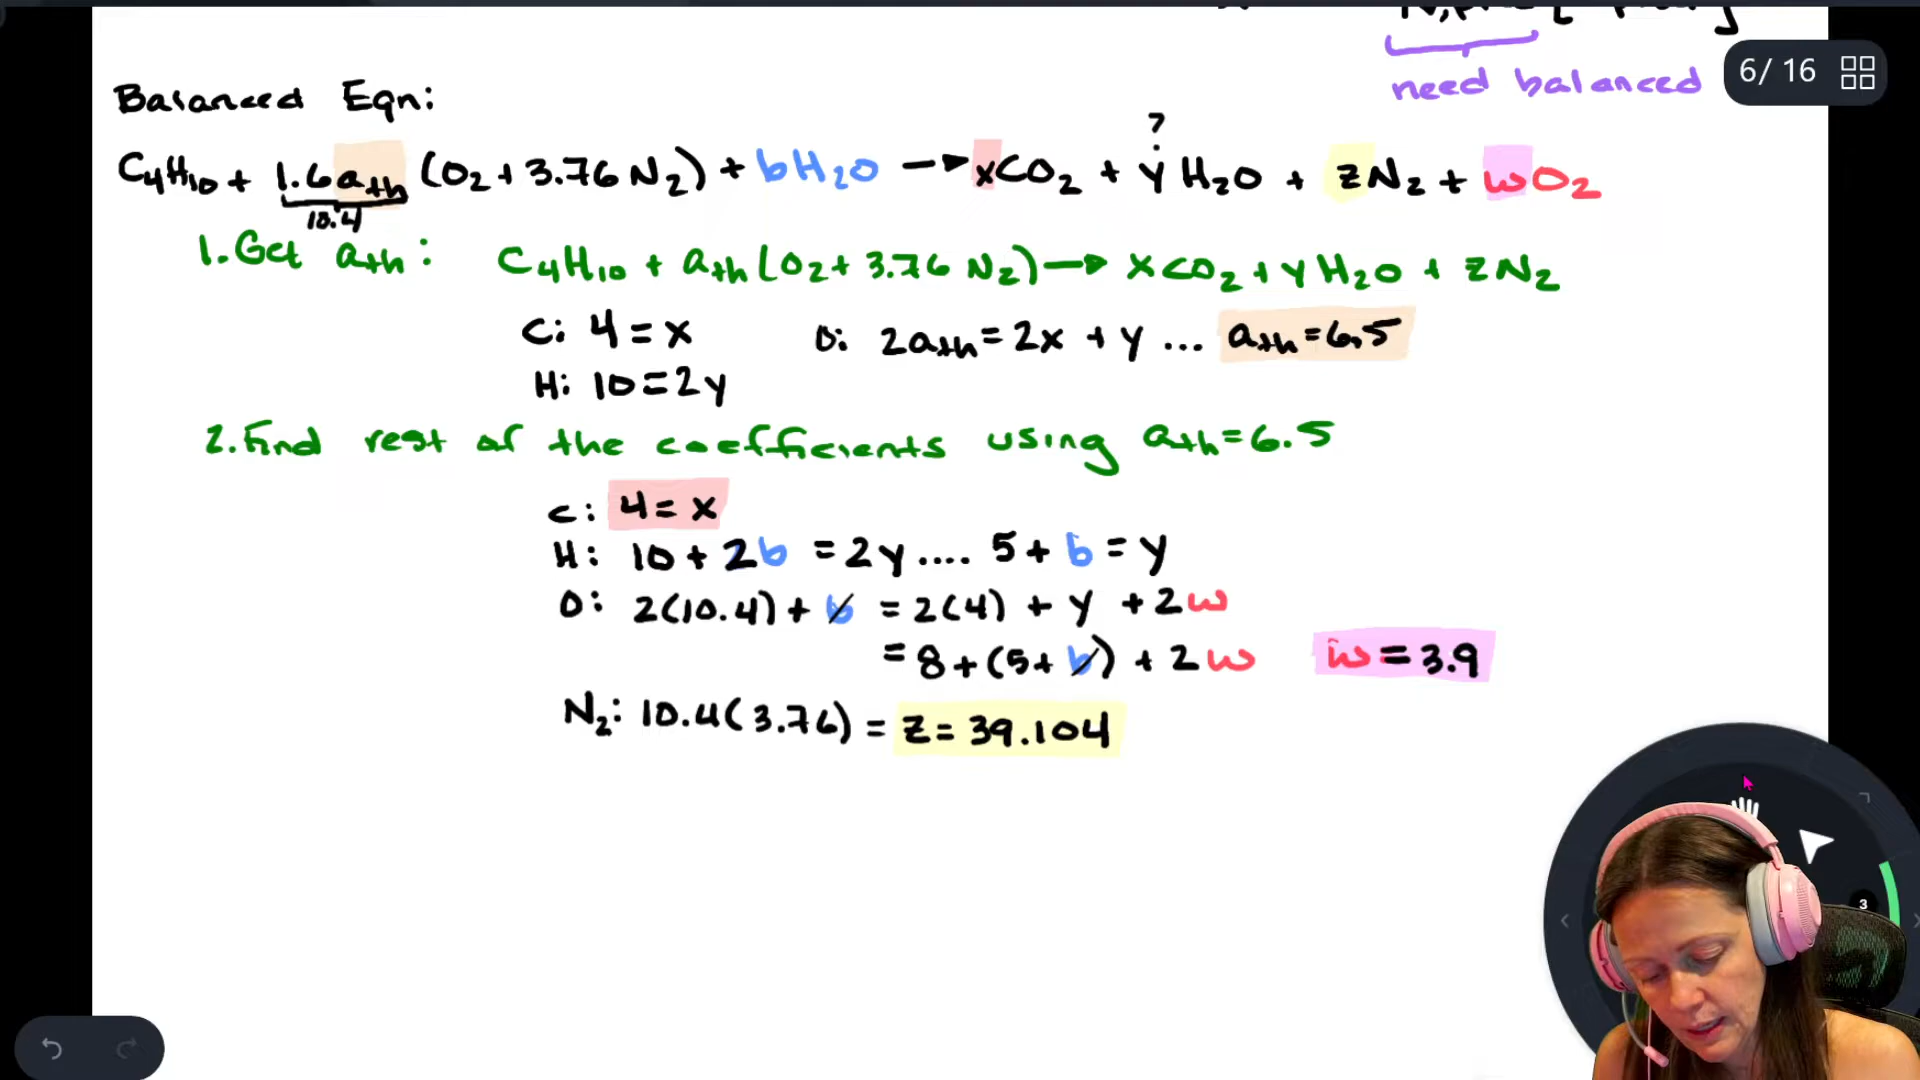 6/ 16
need balanced
Balanced Eqn:
?
C₄H₁₀ + 1.6aₜₕ (O₂ + 3.76 N₂) + bH₂O → xCO₂ + y H₂O + zN₂ + wO₂
10.4
1. Get aₜₕ: C₄H₁₀ + aₜₕ(O₂ + 3.76 N₂) → xCO₂ + yH₂O + zN₂
C: 4 = x O: 2aₜₕ = 2x + y ... aₜₕ = 6.5
H: 10 = 2y
2. Find rest of the coefficients using aₜₕ = 6.5
C: 4 = x
H: 10 + 2b = 2y .... 5 + b = y
O: 2(10.4) + b = 2(4) + y + 2w
= 8 + (5 + b) + 2w w = 3.9
N₂: 10.4(3.76) = z = 39.104
3